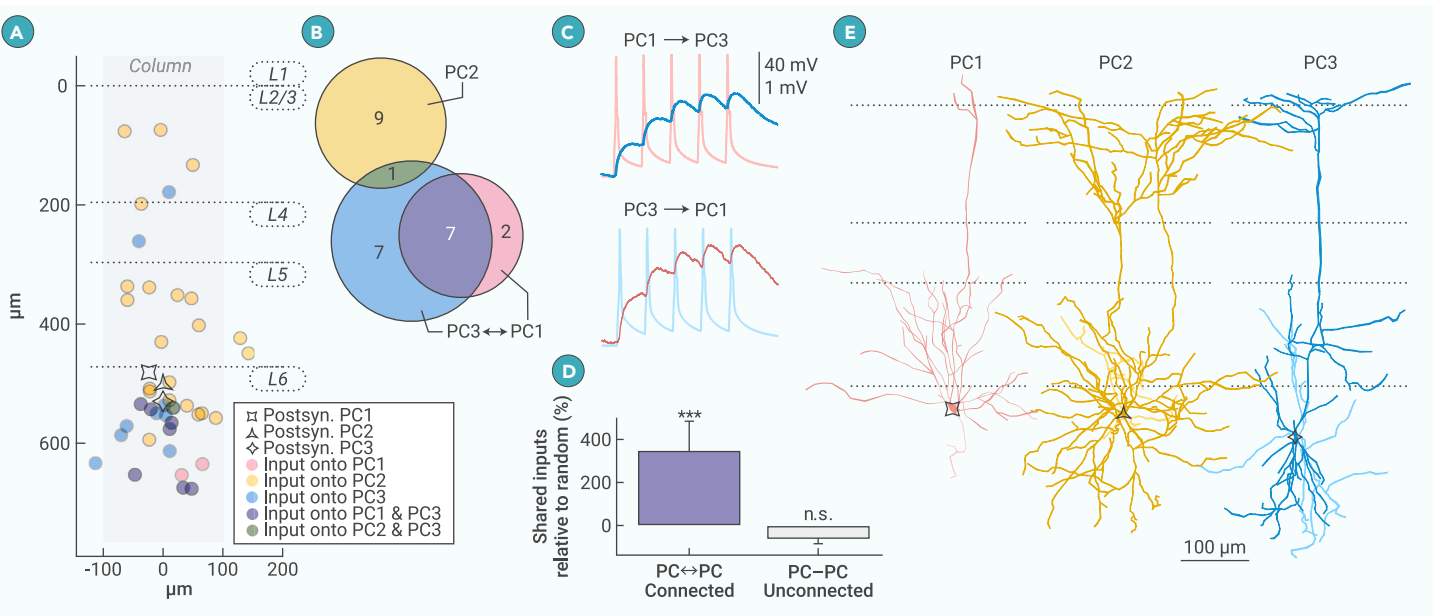 A
Column
L1
L2/3
L4
L5
L6
0
200
400
600
µm
-100
0
100
200
µm
Postsyn. PC1
Postsyn. PC2
Postsyn. PC3
Input onto PC1
Input onto PC2
Input onto PC3
Input onto PC1 & PC3
Input onto PC2 & PC3
B
PC2
9
1
7
7
2
PC3↔PC1
C
PC1 → PC3
40 mV
1 mV
PC3 → PC1
D
Shared inputs
relative to random (%)
400
200
0
***
n.s.
PC↔PC
Connected
PC–PC
Unconnected
E
PC1
PC2
PC3
100 µm